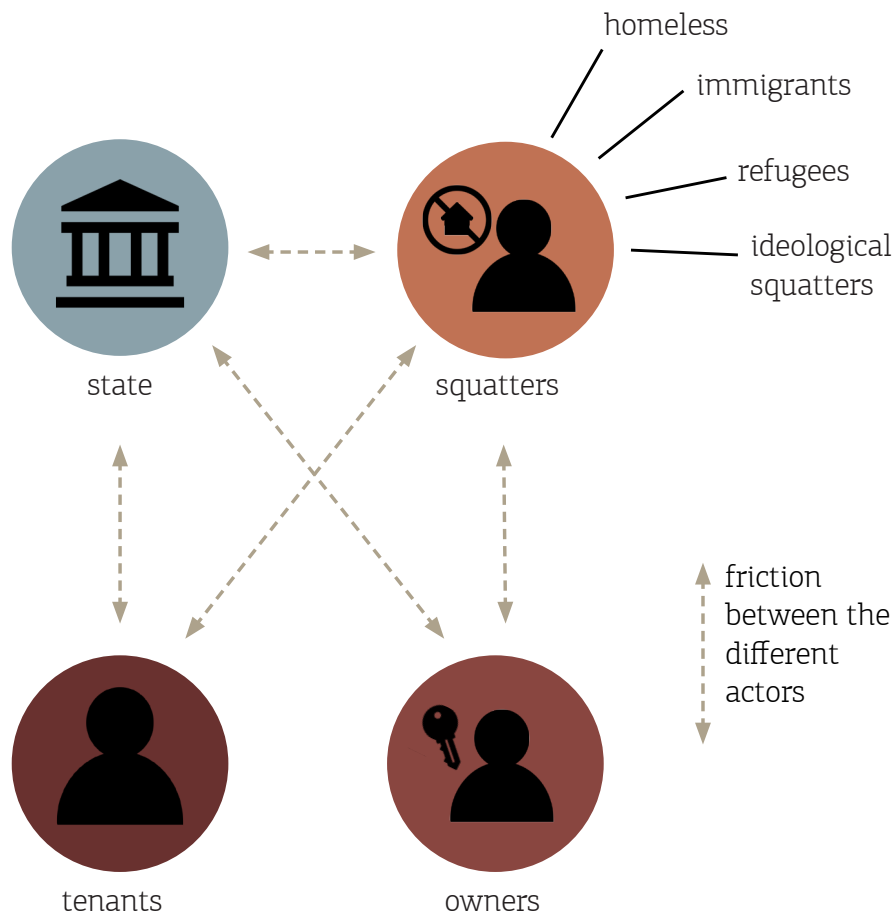 homeless
immigrants
refugees
ideological
squatters
state
squatters
friction
between the
different
actors
tenants
owners